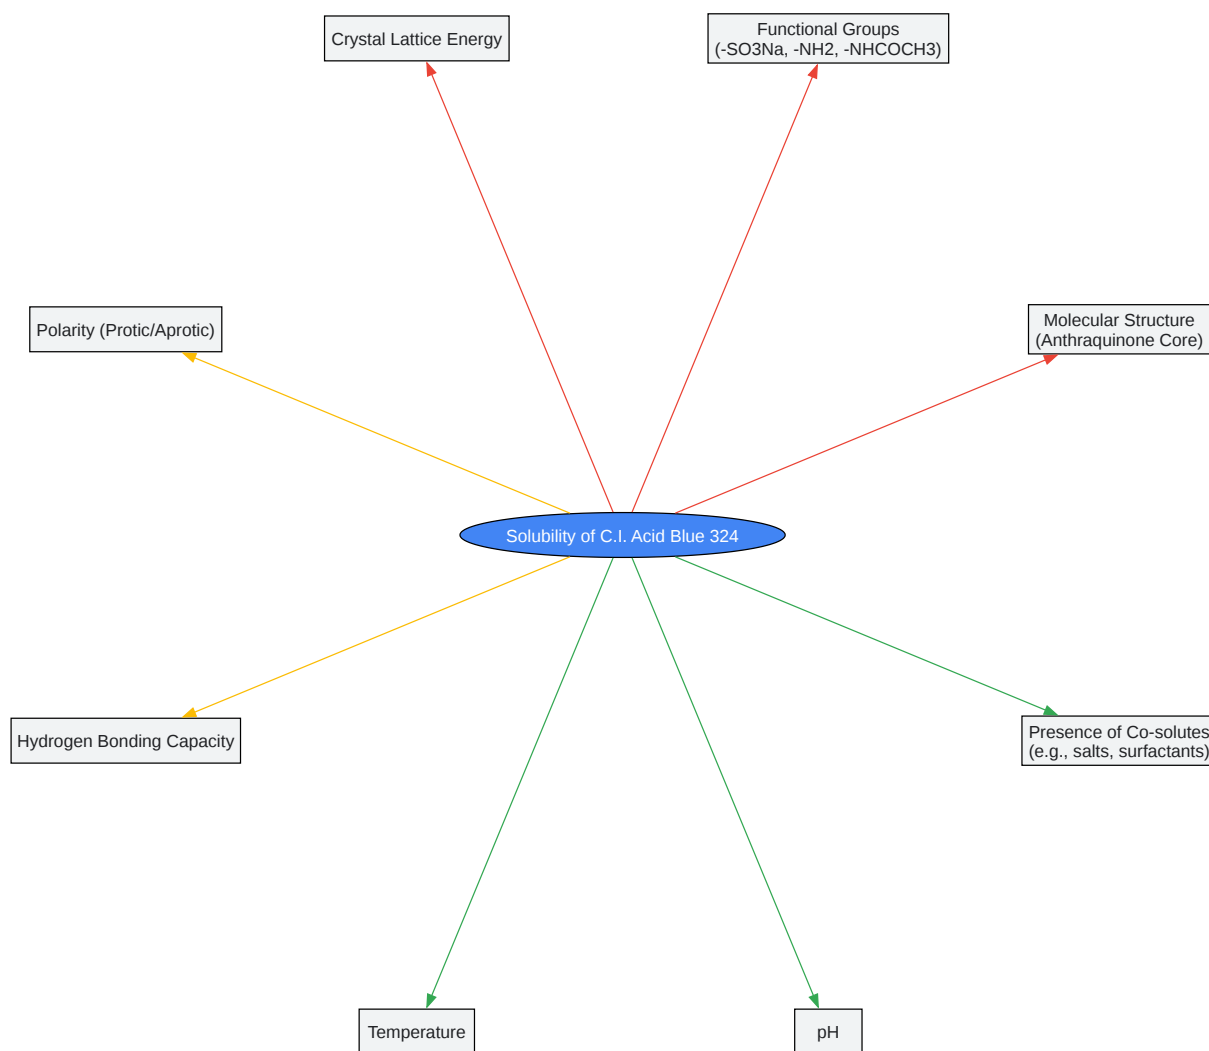 Crystal Lattice Energy
Functional Groups
(-SO3Na, -NH2, -NHCOCH3)
Polarity (Protic/Aprotic)
Molecular Structure
(Anthraquinone Core)
Solubility of C.I. Acid Blue 324
Hydrogen Bonding Capacity
Presence of Co-solutes
(e.g., salts, surfactants)
Temperature
pH